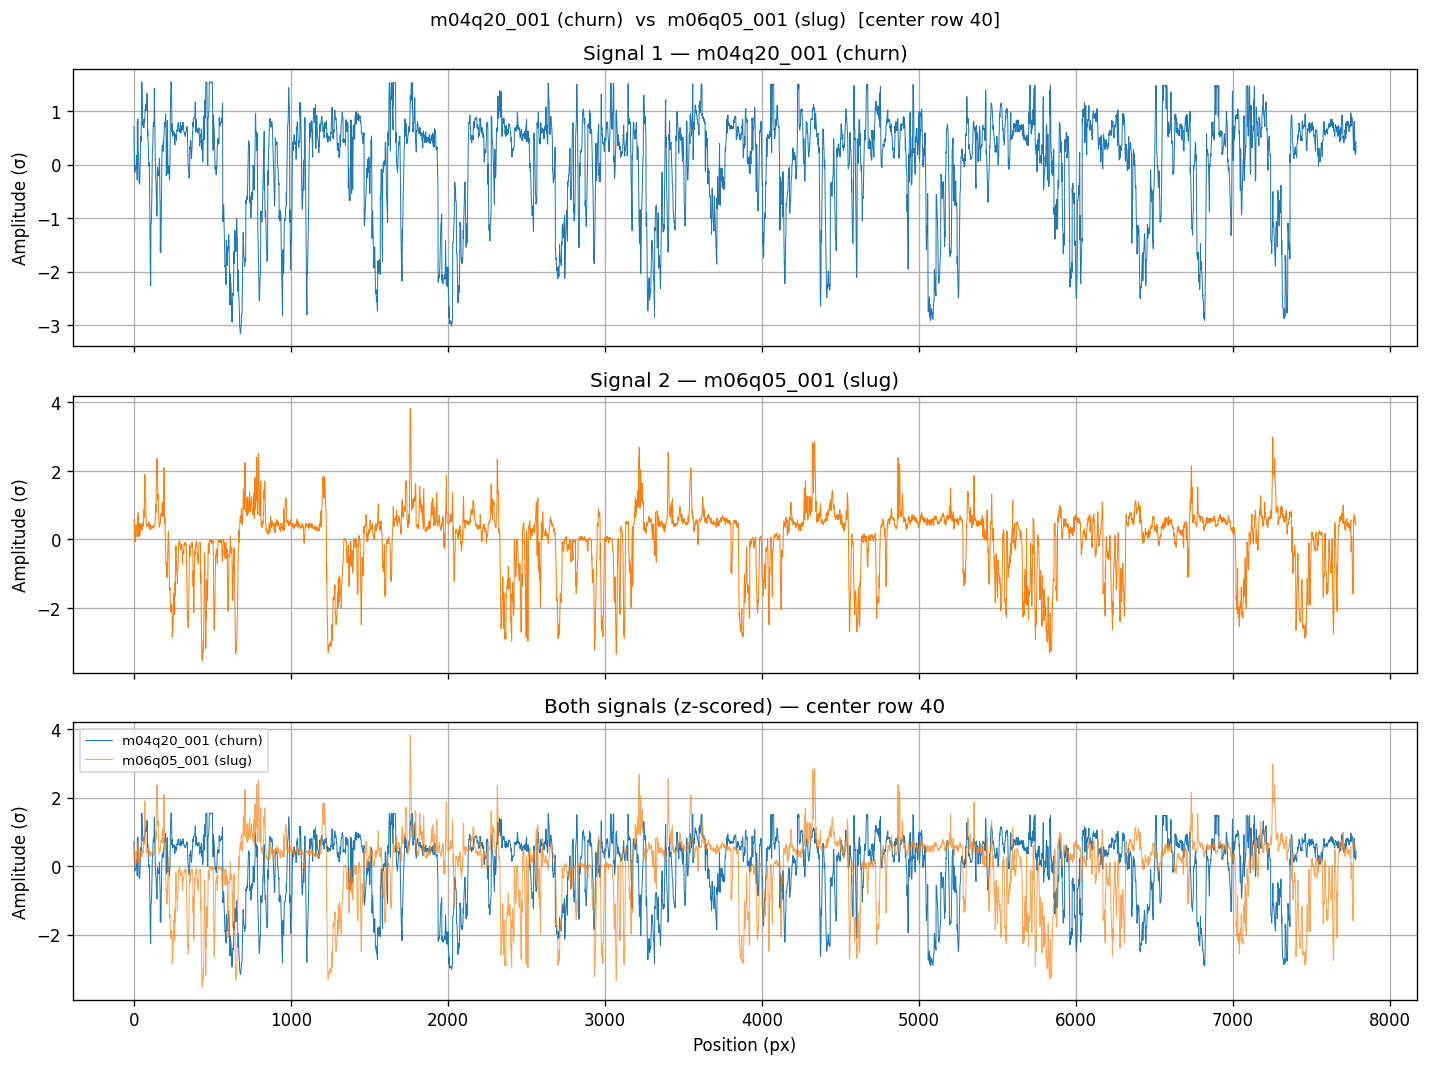 m04q20_001 (churn)  vs  m06q05_001 (slug)  [center row 40]
Signal 1 — m04q20_001 (churn)
1
0
−1
−2
−3
Amplitude (σ)
Signal 2 — m06q05_001 (slug)
4
2
0
−2
Amplitude (σ)
Both signals (z-scored) — center row 40
m04q20_001 (churn)
m06q05_001 (slug)
4
2
0
−2
Amplitude (σ)
0 1000 2000 3000 4000 5000 6000 7000 8000
Position (px)